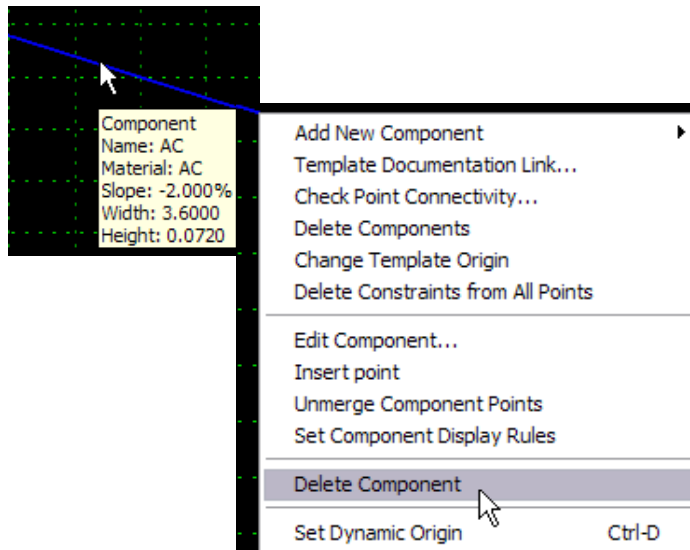 Component
Name: AC
Material: AC
Slope: -2.000%
Width: 3.6000
Height: 0.0720
Add New Component
Template Documentation Link...
Check Point Connectivity...
Delete Components
Change Template Origin
Delete Constraints from All Points
Edit Component...
Insert point
Unmerge Component Points
Set Component Display Rules
Delete Component
Set Dynamic Origin Ctrl-D